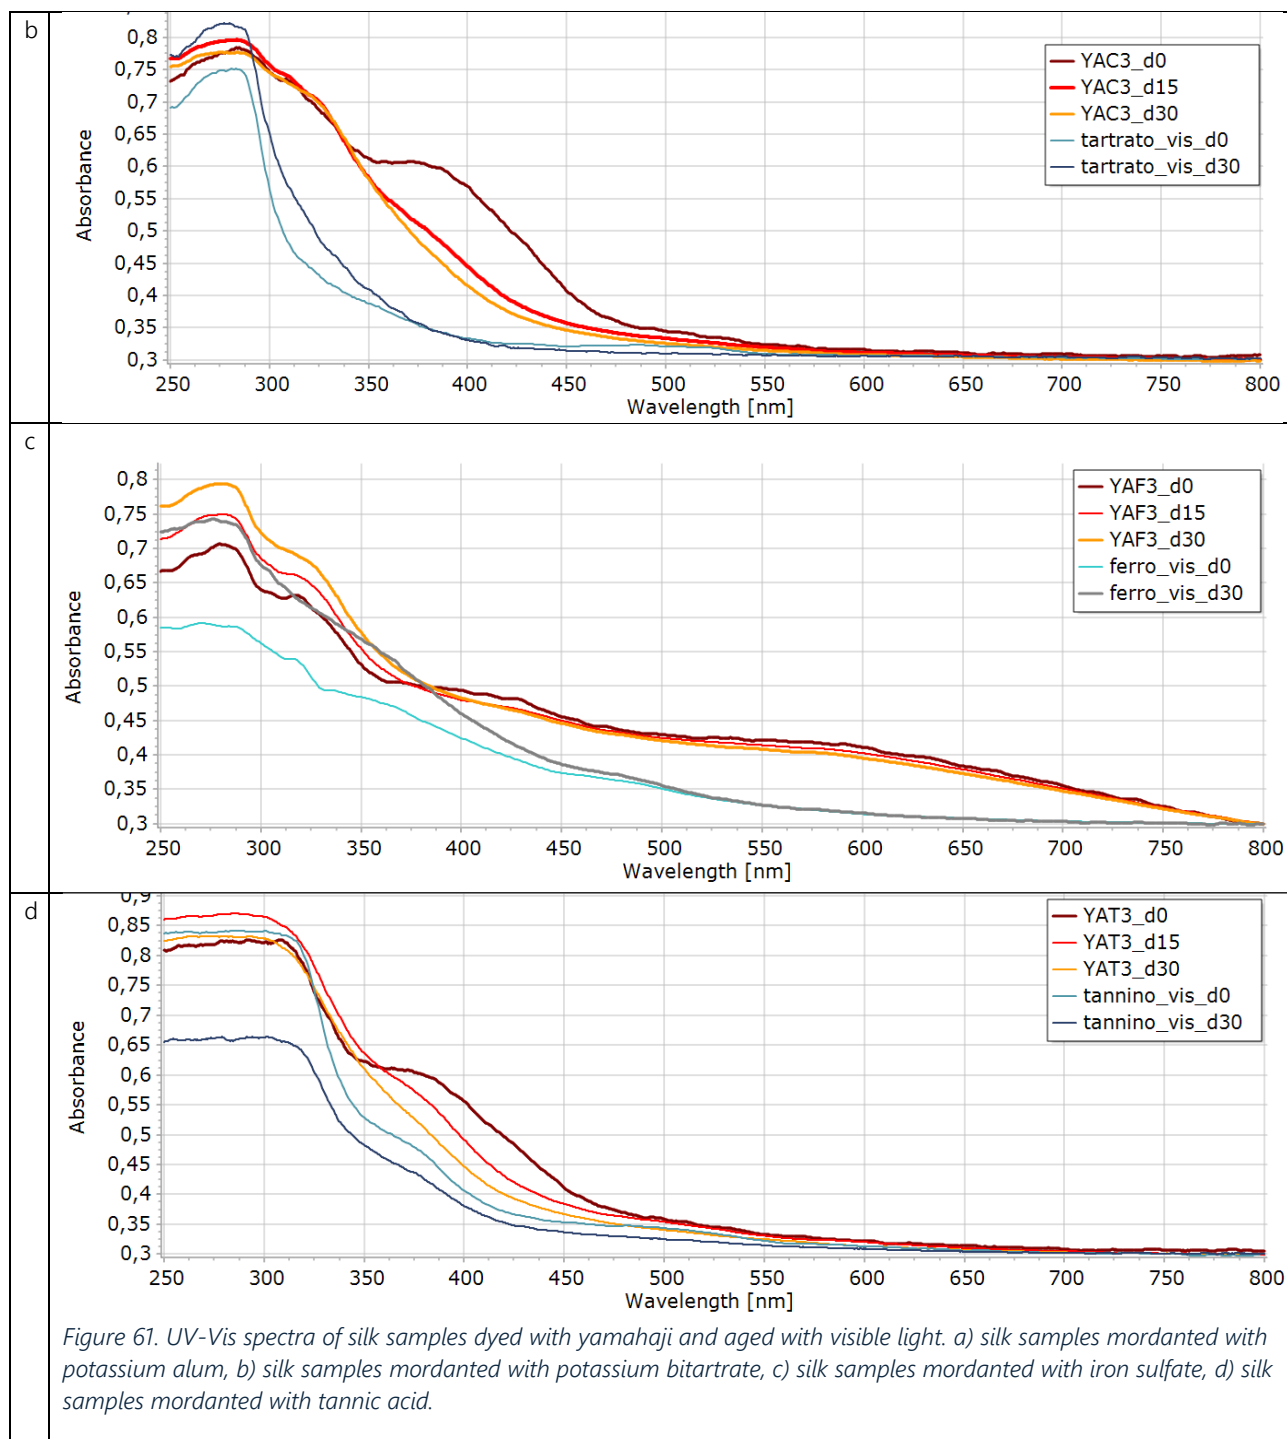 b
0,8
0,75
0,7
0,65
0,6
0,55
0,5
0,45
0,4
0,35
0,3
Absorbance
250 300 350 400 450 500 550 600 650 700 750 800
Wavelength [nm]
YAC3_d0
YAC3_d15
YAC3_d30
tartrato_vis_d0
tartrato_vis_d30
c
0,8
0,75
0,7
0,65
0,6
0,55
0,5
0,45
0,4
0,35
0,3
Absorbance
250 300 350 400 450 500 550 600 650 700 750 800
Wavelength [nm]
YAF3_d0
YAF3_d15
YAF3_d30
ferro_vis_d0
ferro_vis_d30
d
0,9
0,85
0,8
0,75
0,7
0,65
0,6
0,55
0,5
0,45
0,4
0,35
0,3
Absorbance
250 300 350 400 450 500 550 600 650 700 750 800
Wavelength [nm]
YAT3_d0
YAT3_d15
YAT3_d30
tannino_vis_d0
tannino_vis_d30
Figure 61. UV-Vis spectra of silk samples dyed with yamahaji and aged with visible light. a) silk samples mordanted with
potassium alum, b) silk samples mordanted with potassium bitartrate, c) silk samples mordanted with iron sulfate, d) silk
samples mordanted with tannic acid.